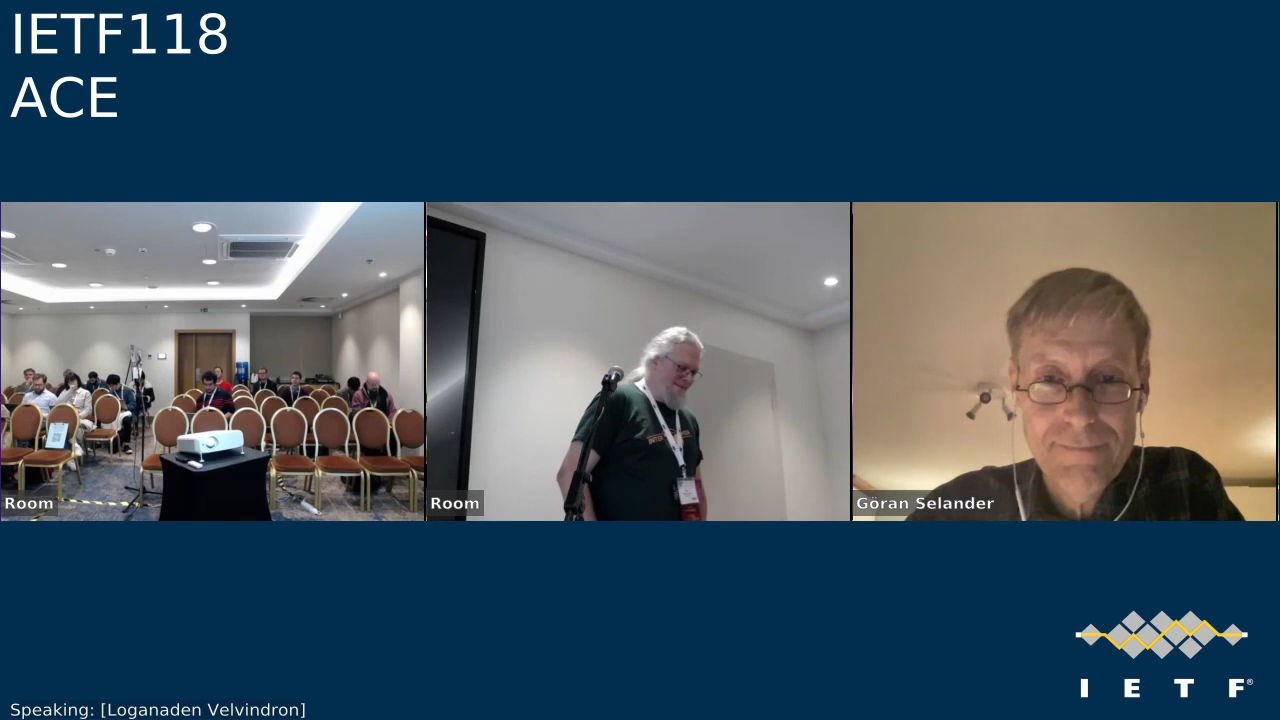 IETF118
ACE
Room
Room
Göran Selander
I E T F®
Speaking: [Loganaden Velvindron]